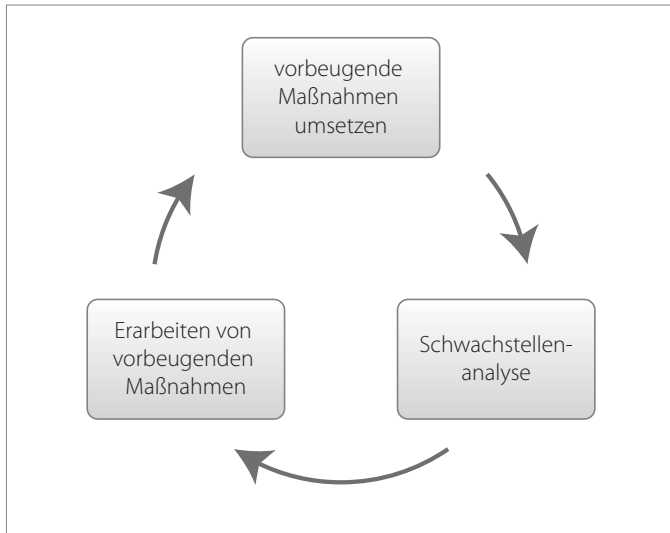 vorbeugende
Maßnahmen
umsetzen
Erarbeiten von
vorbeugenden
Maßnahmen
Schwachstellen-
analyse